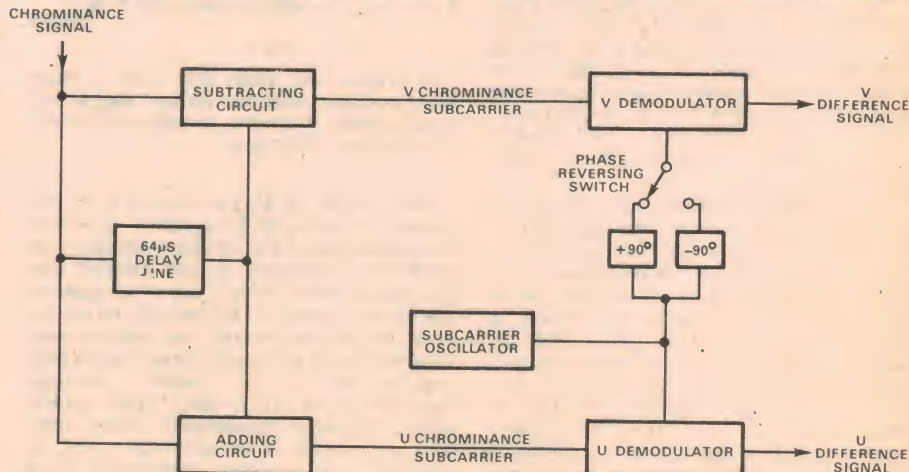 CHROMINANCE
SIGNAL
SUBTRACTING
CIRCUIT
V CHROMINANCE
SUBCARRIER
V DEMODULATOR
V
DIFFERENCE
SIGNAL
PHASE
REVERSING
SWITCH
64µS
DELAY
LINE
+90°
–90°
SUBCARRIER
OSCILLATOR
ADDING
CIRCUIT
U CHROMINANCE
SUBCARRIER
U DEMODULATOR
U
DIFFERENCE
SIGNAL